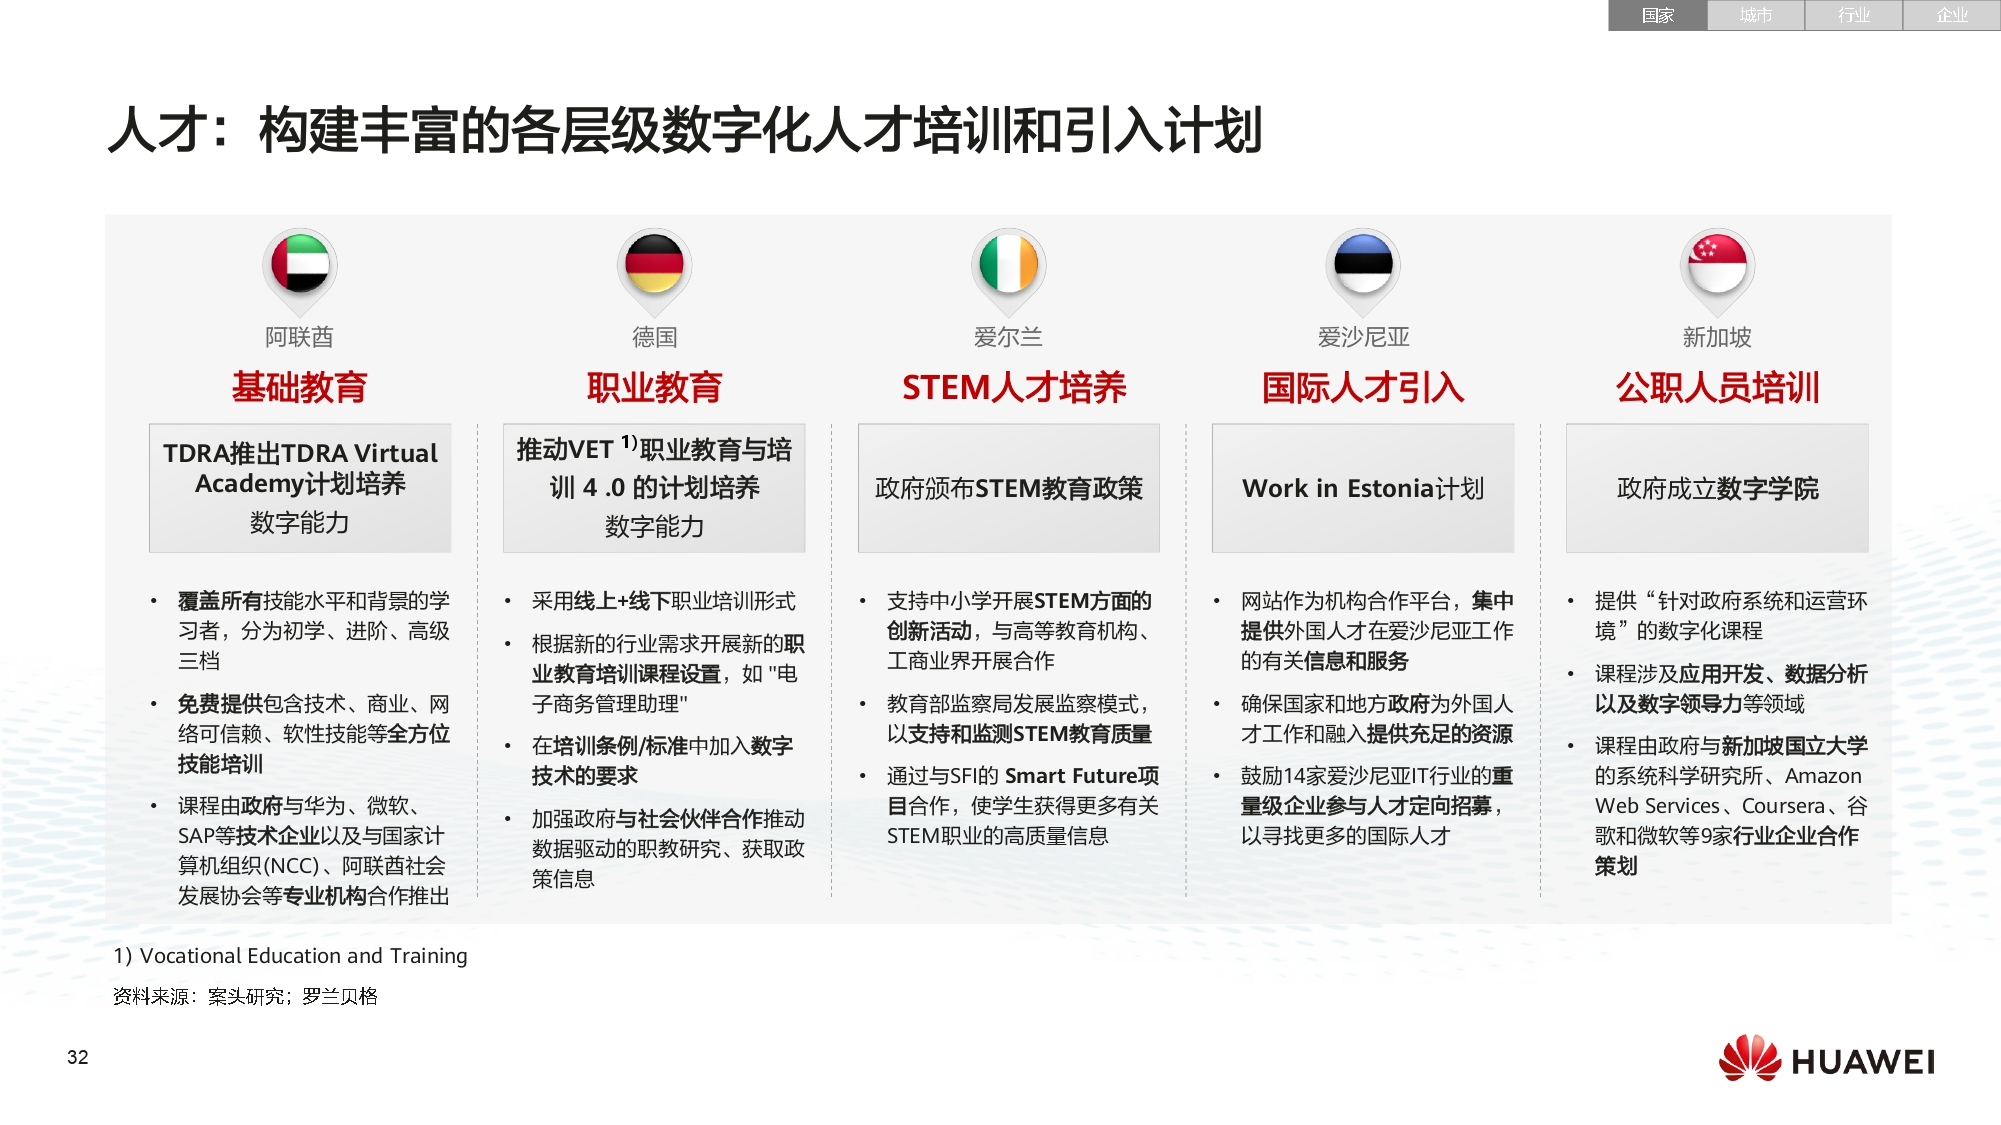 国家 城市 行业 企业
人才：构建丰富的各层级数字化人才培训和引入计划
阿联酋
基础教育
TDRA推出TDRA Virtual
Academy计划培养
数字能力
• 覆盖所有技能水平和背景的学
习者，分为初学、进阶、高级
三档
• 免费提供包含技术、商业、网
络可信赖、软性技能等全方位
技能培训
• 课程由政府与华为、微软、
SAP等技术企业以及与国家计
算机组织(NCC)、阿联酋社会
发展协会等专业机构合作推出
德国
职业教育
推动VET 1)职业教育与培
训 4 .0 的计划培养
数字能力
• 采用线上+线下职业培训形式
• 根据新的行业需求开展新的职
业教育培训课程设置，如 "电
子商务管理助理"
• 在培训条例/标准中加入数字
技术的要求
• 加强政府与社会伙伴合作推动
数据驱动的职教研究、获取政
策信息
爱尔兰
STEM人才培养
政府颁布STEM教育政策
• 支持中小学开展STEM方面的
创新活动，与高等教育机构、
工商业界开展合作
• 教育部监察局发展监察模式，
以支持和监测STEM教育质量
• 通过与SFI的 Smart Future项
目合作，使学生获得更多有关
STEM职业的高质量信息
爱沙尼亚
国际人才引入
Work in Estonia计划
• 网站作为机构合作平台，集中
提供外国人才在爱沙尼亚工作
的有关信息和服务
• 确保国家和地方政府为外国人
才工作和融入提供充足的资源
• 鼓励14家爱沙尼亚IT行业的重
量级企业参与人才定向招募，
以寻找更多的国际人才
新加坡
公职人员培训
政府成立数字学院
• 提供“针对政府系统和运营环
境”的数字化课程
• 课程涉及应用开发、数据分析
以及数字领导力等领域
• 课程由政府与新加坡国立大学
的系统科学研究所、Amazon
Web Services、Coursera、谷
歌和微软等9家行业企业合作
策划
1) Vocational Education and Training
资料来源：案头研究；罗兰贝格
32
HUAWEI